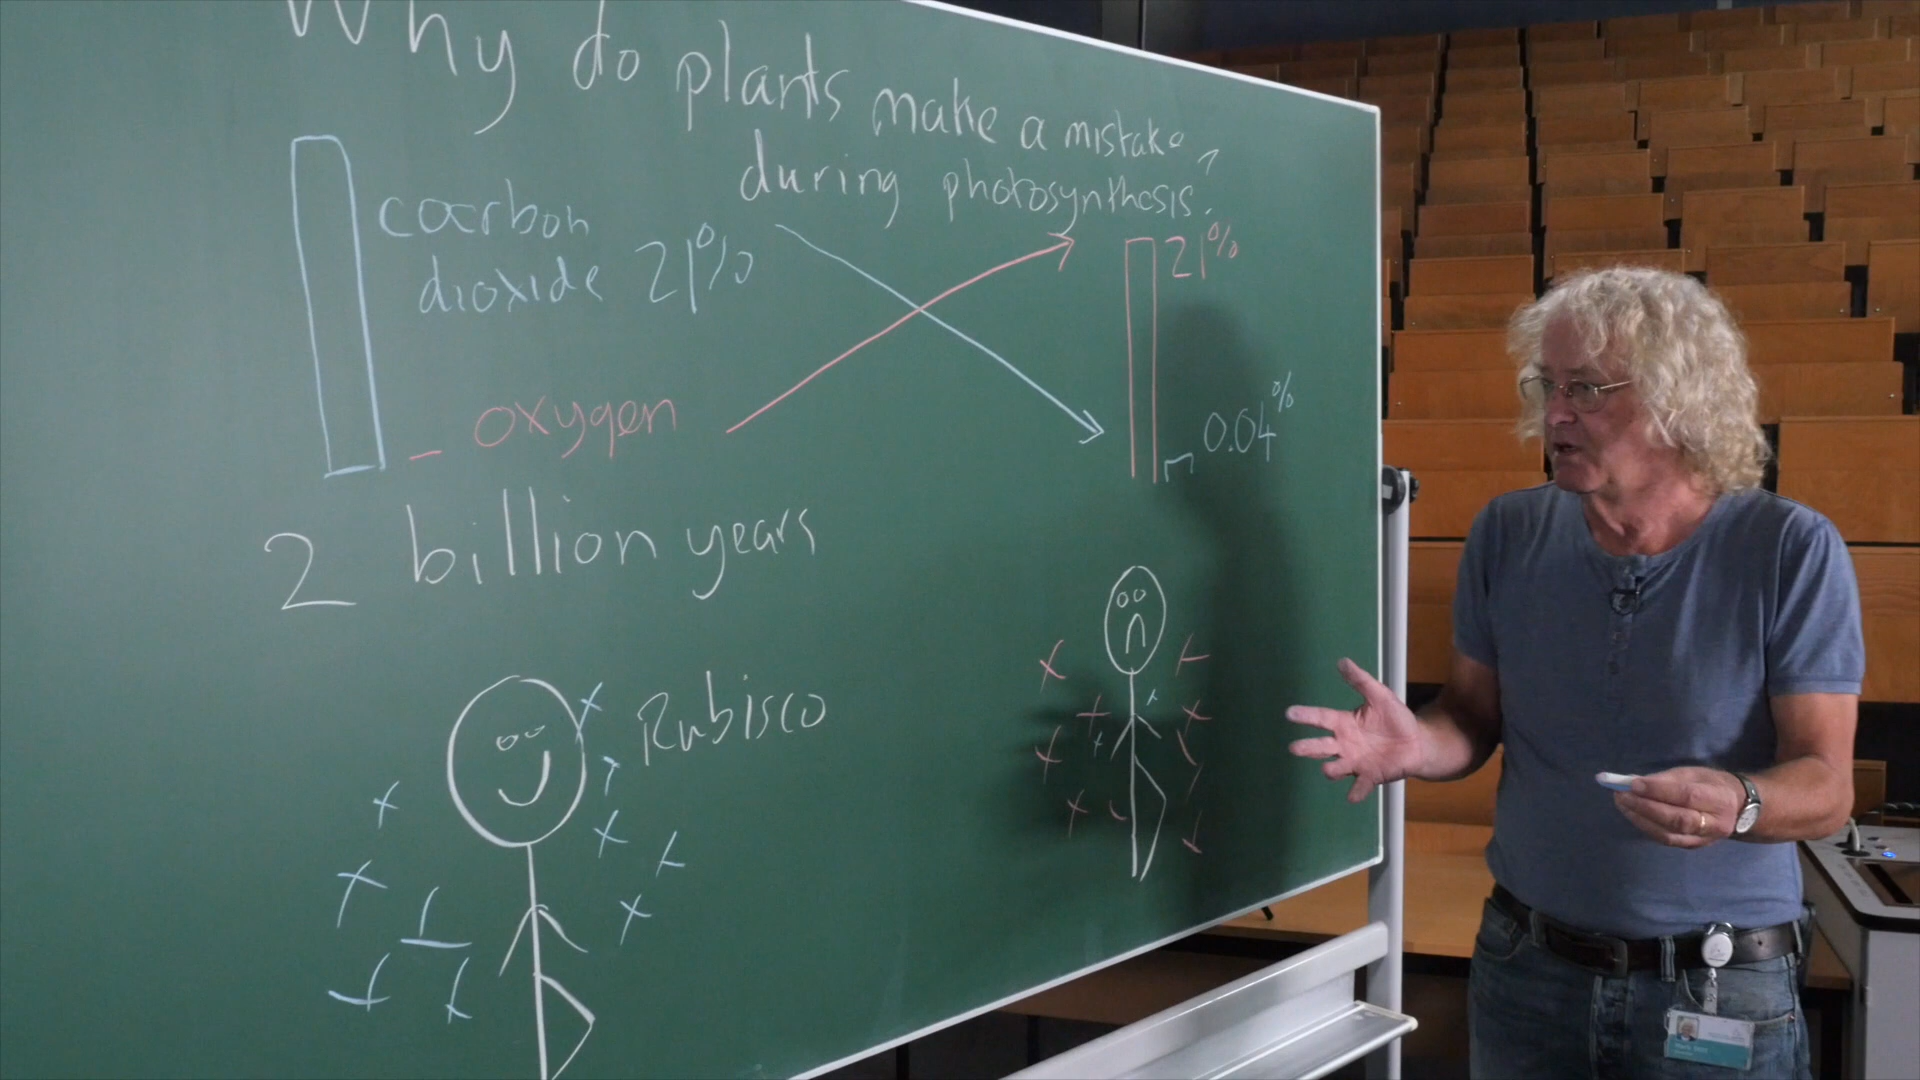 Why do plants make a mistake
during photosynthesis?
carbon
dioxide 21%
21%
oxygen
0.04%
2 billion years
Rubisco